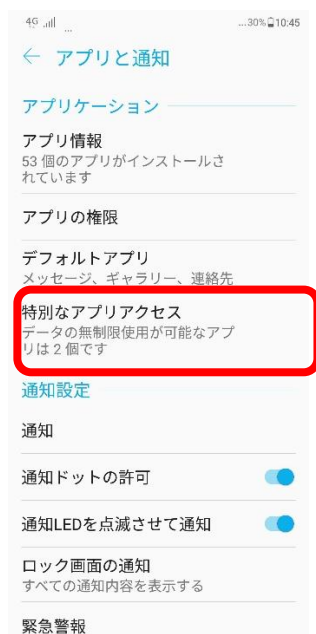 4G ... ...30% 10:45
← アプリと通知
アプリケーション
アプリ情報
53 個のアプリがインストールさ
れています
アプリの権限
デフォルトアプリ
メッセージ、ギャラリー、連絡先
特別なアプリアクセス
データの無制限使用が可能なアプ
リは 2 個です
通知設定
通知
通知ドットの許可
通知LEDを点滅させて通知
ロック画面の通知
すべての通知内容を表示する
緊急警報